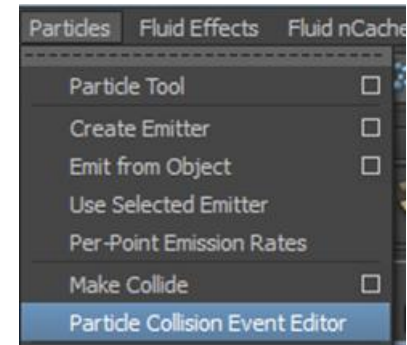 Particles Fluid Effects Fluid nCache
Particle Tool
Create Emitter
Emit from Object
Use Selected Emitter
Per-Point Emission Rates
Make Collide
Particle Collision Event Editor